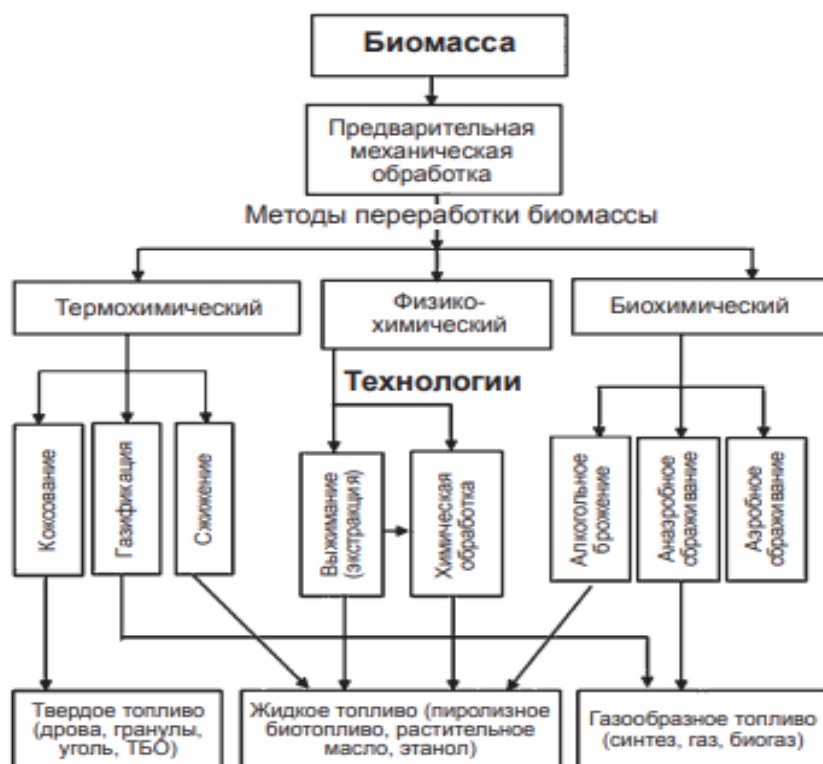 Биомасса
Предварительная
механическая
обработка
Методы переработки биомассы
Термохимический
Физико-
химический
Биохимический
Технологии
Коксование
Газификация
Сжижение
Выжимание
(экстракция)
Химическая
обработка
Алкогольное
брожение
Анаэробное
сбраживание
Аэробное
сбраживание
Твердое топливо
(дрова, гранулы,
уголь, ТБО)
Жидкое топливо (пиролизное
биотопливо, растительное
масло, этанол)
Газообразное топливо
(синтез, газ, биогаз)